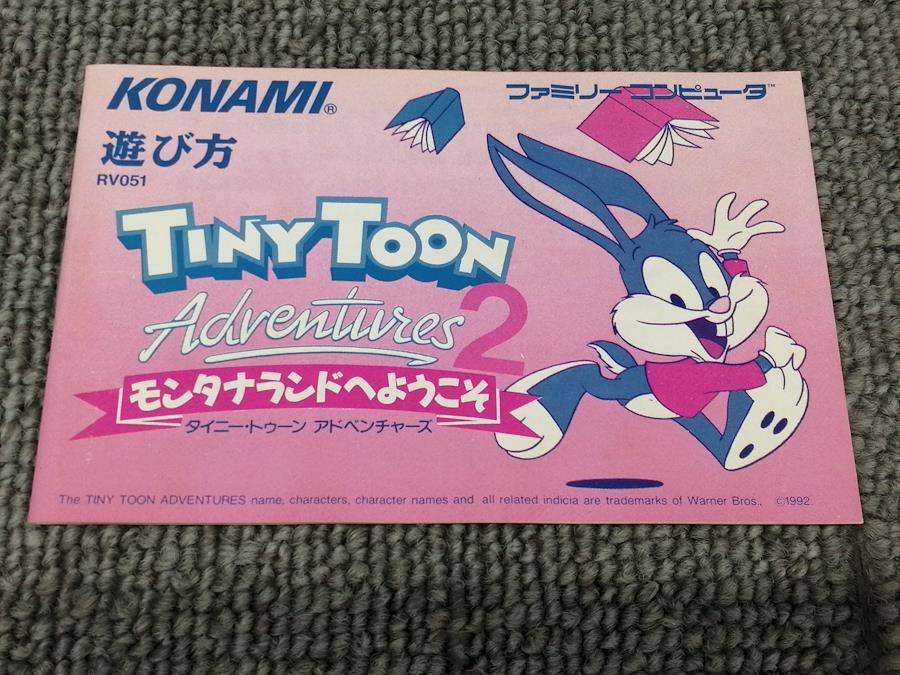 KONAMI®
ファミリー コンピュータ™
遊び方
RV051
TINY TOON
Adventures 2
モンタナランドへようこそ
タイニー・トゥーン アドベンチャーズ
The TINY TOON ADVENTURES name, characters, character names and all related indicia are trademarks of Warner Bros., ©1992.